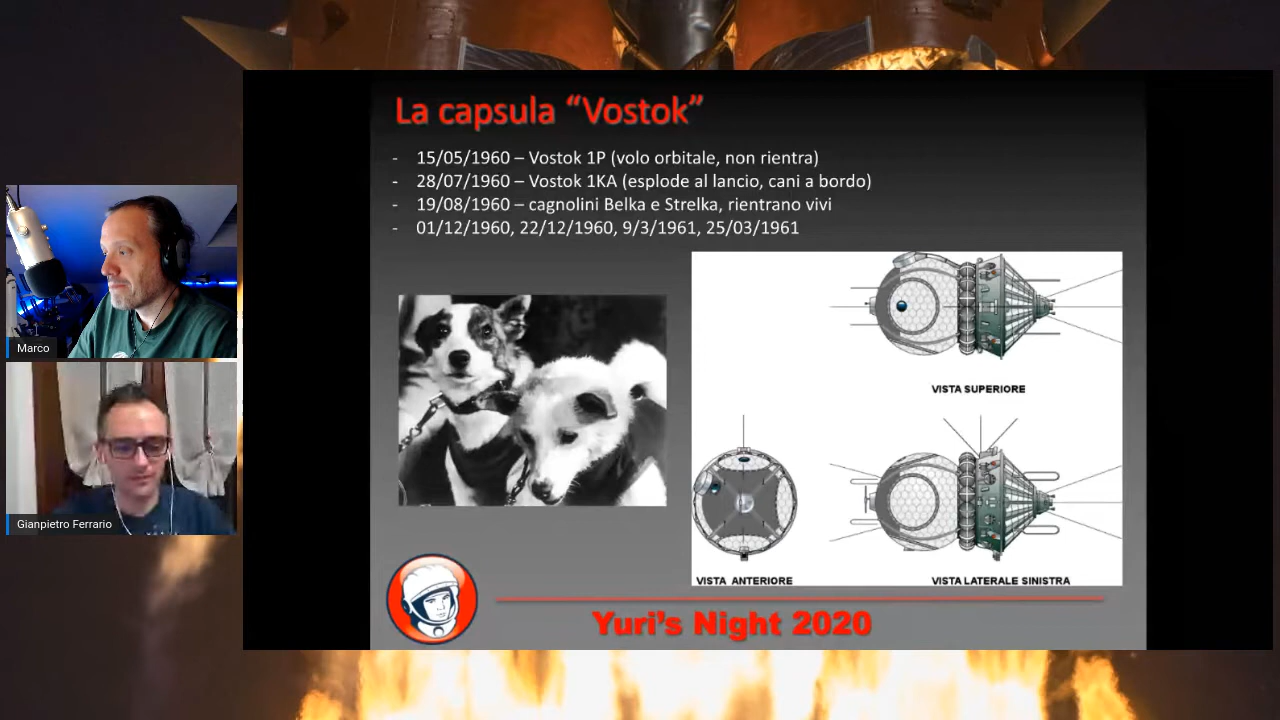 La capsula “Vostok”
- 15/05/1960 – Vostok 1P (volo orbitale, non rientra)
- 28/07/1960 – Vostok 1KA (esplode al lancio, cani a bordo)
- 19/08/1960 – cagnolini Belka e Strelka, rientrano vivi
- 01/12/1960, 22/12/1960, 9/3/1961, 25/03/1961
Marco
Gianpietro Ferrario
VISTA SUPERIORE
VISTA ANTERIORE
VISTA LATERALE SINISTRA
Yuri’s Night 2020